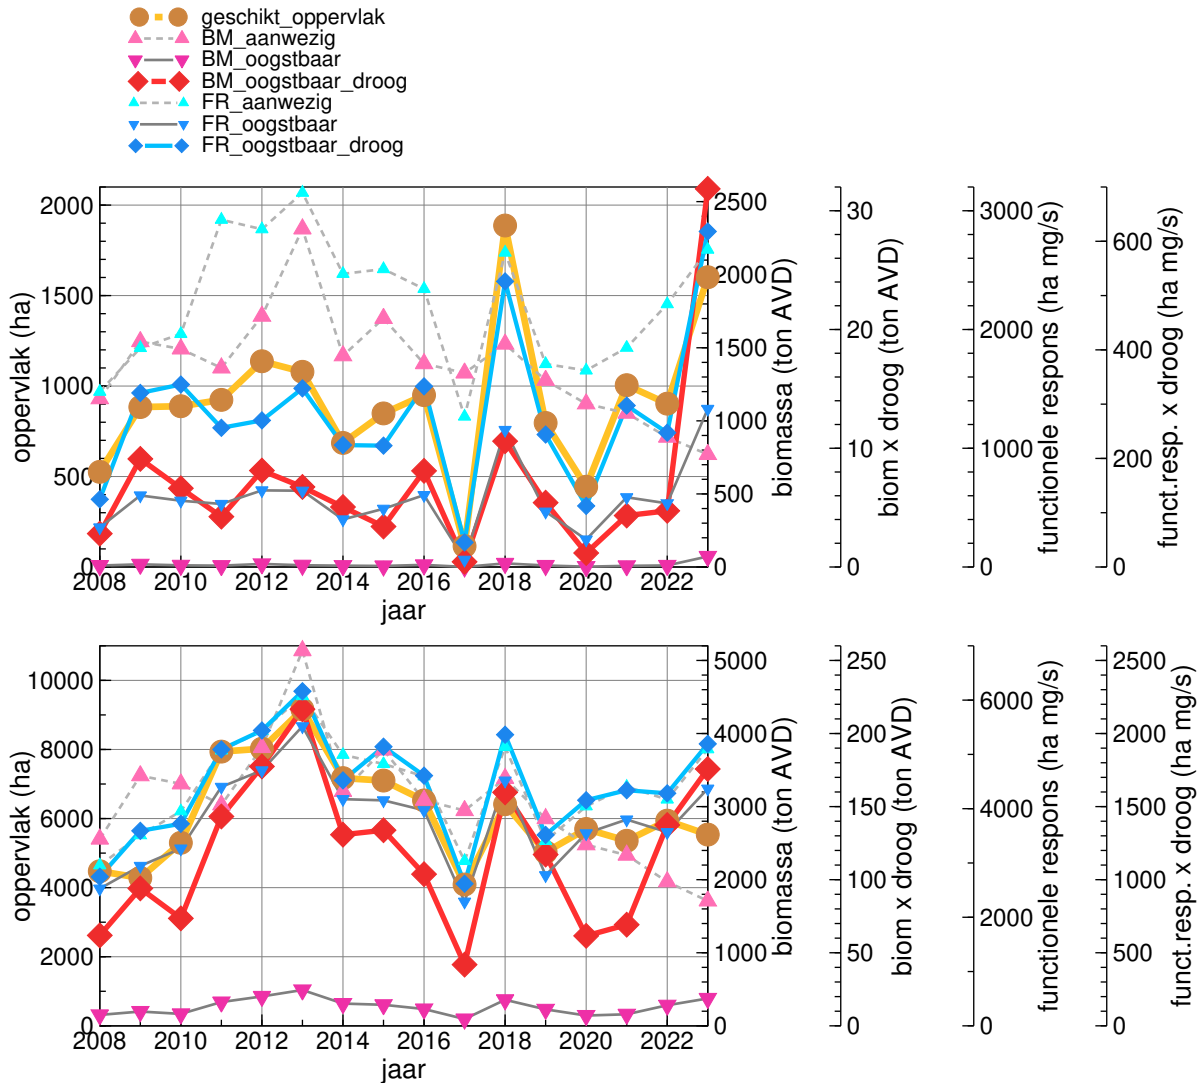 geschikt_oppervlak
BM_aanwezig
BM_oogstbaar
BM_oogstbaar_droog
FR_aanwezig
FR_oogstbaar
FR_oogstbaar_droog
oppervlak (ha)
0
500
1000
1500
2000
2008 2010 2012 2014 2016 2018 2020 2022
jaar
biomassa (ton AVD)
0
500
1000
1500
2000
2500
biom x droog (ton AVD)
0
10
20
30
functionele respons (ha mg/s)
0
1000
2000
3000
funct.resp. x droog (ha mg/s)
0
200
400
600
oppervlak (ha)
0
2000
4000
6000
8000
10000
2008 2010 2012 2014 2016 2018 2020 2022
jaar
biomassa (ton AVD)
0
1000
2000
3000
4000
5000
biom x droog (ton AVD)
0
50
100
150
200
250
functionele respons (ha mg/s)
0
2000
4000
6000
funct.resp. x droog (ha mg/s)
0
500
1000
1500
2000
2500